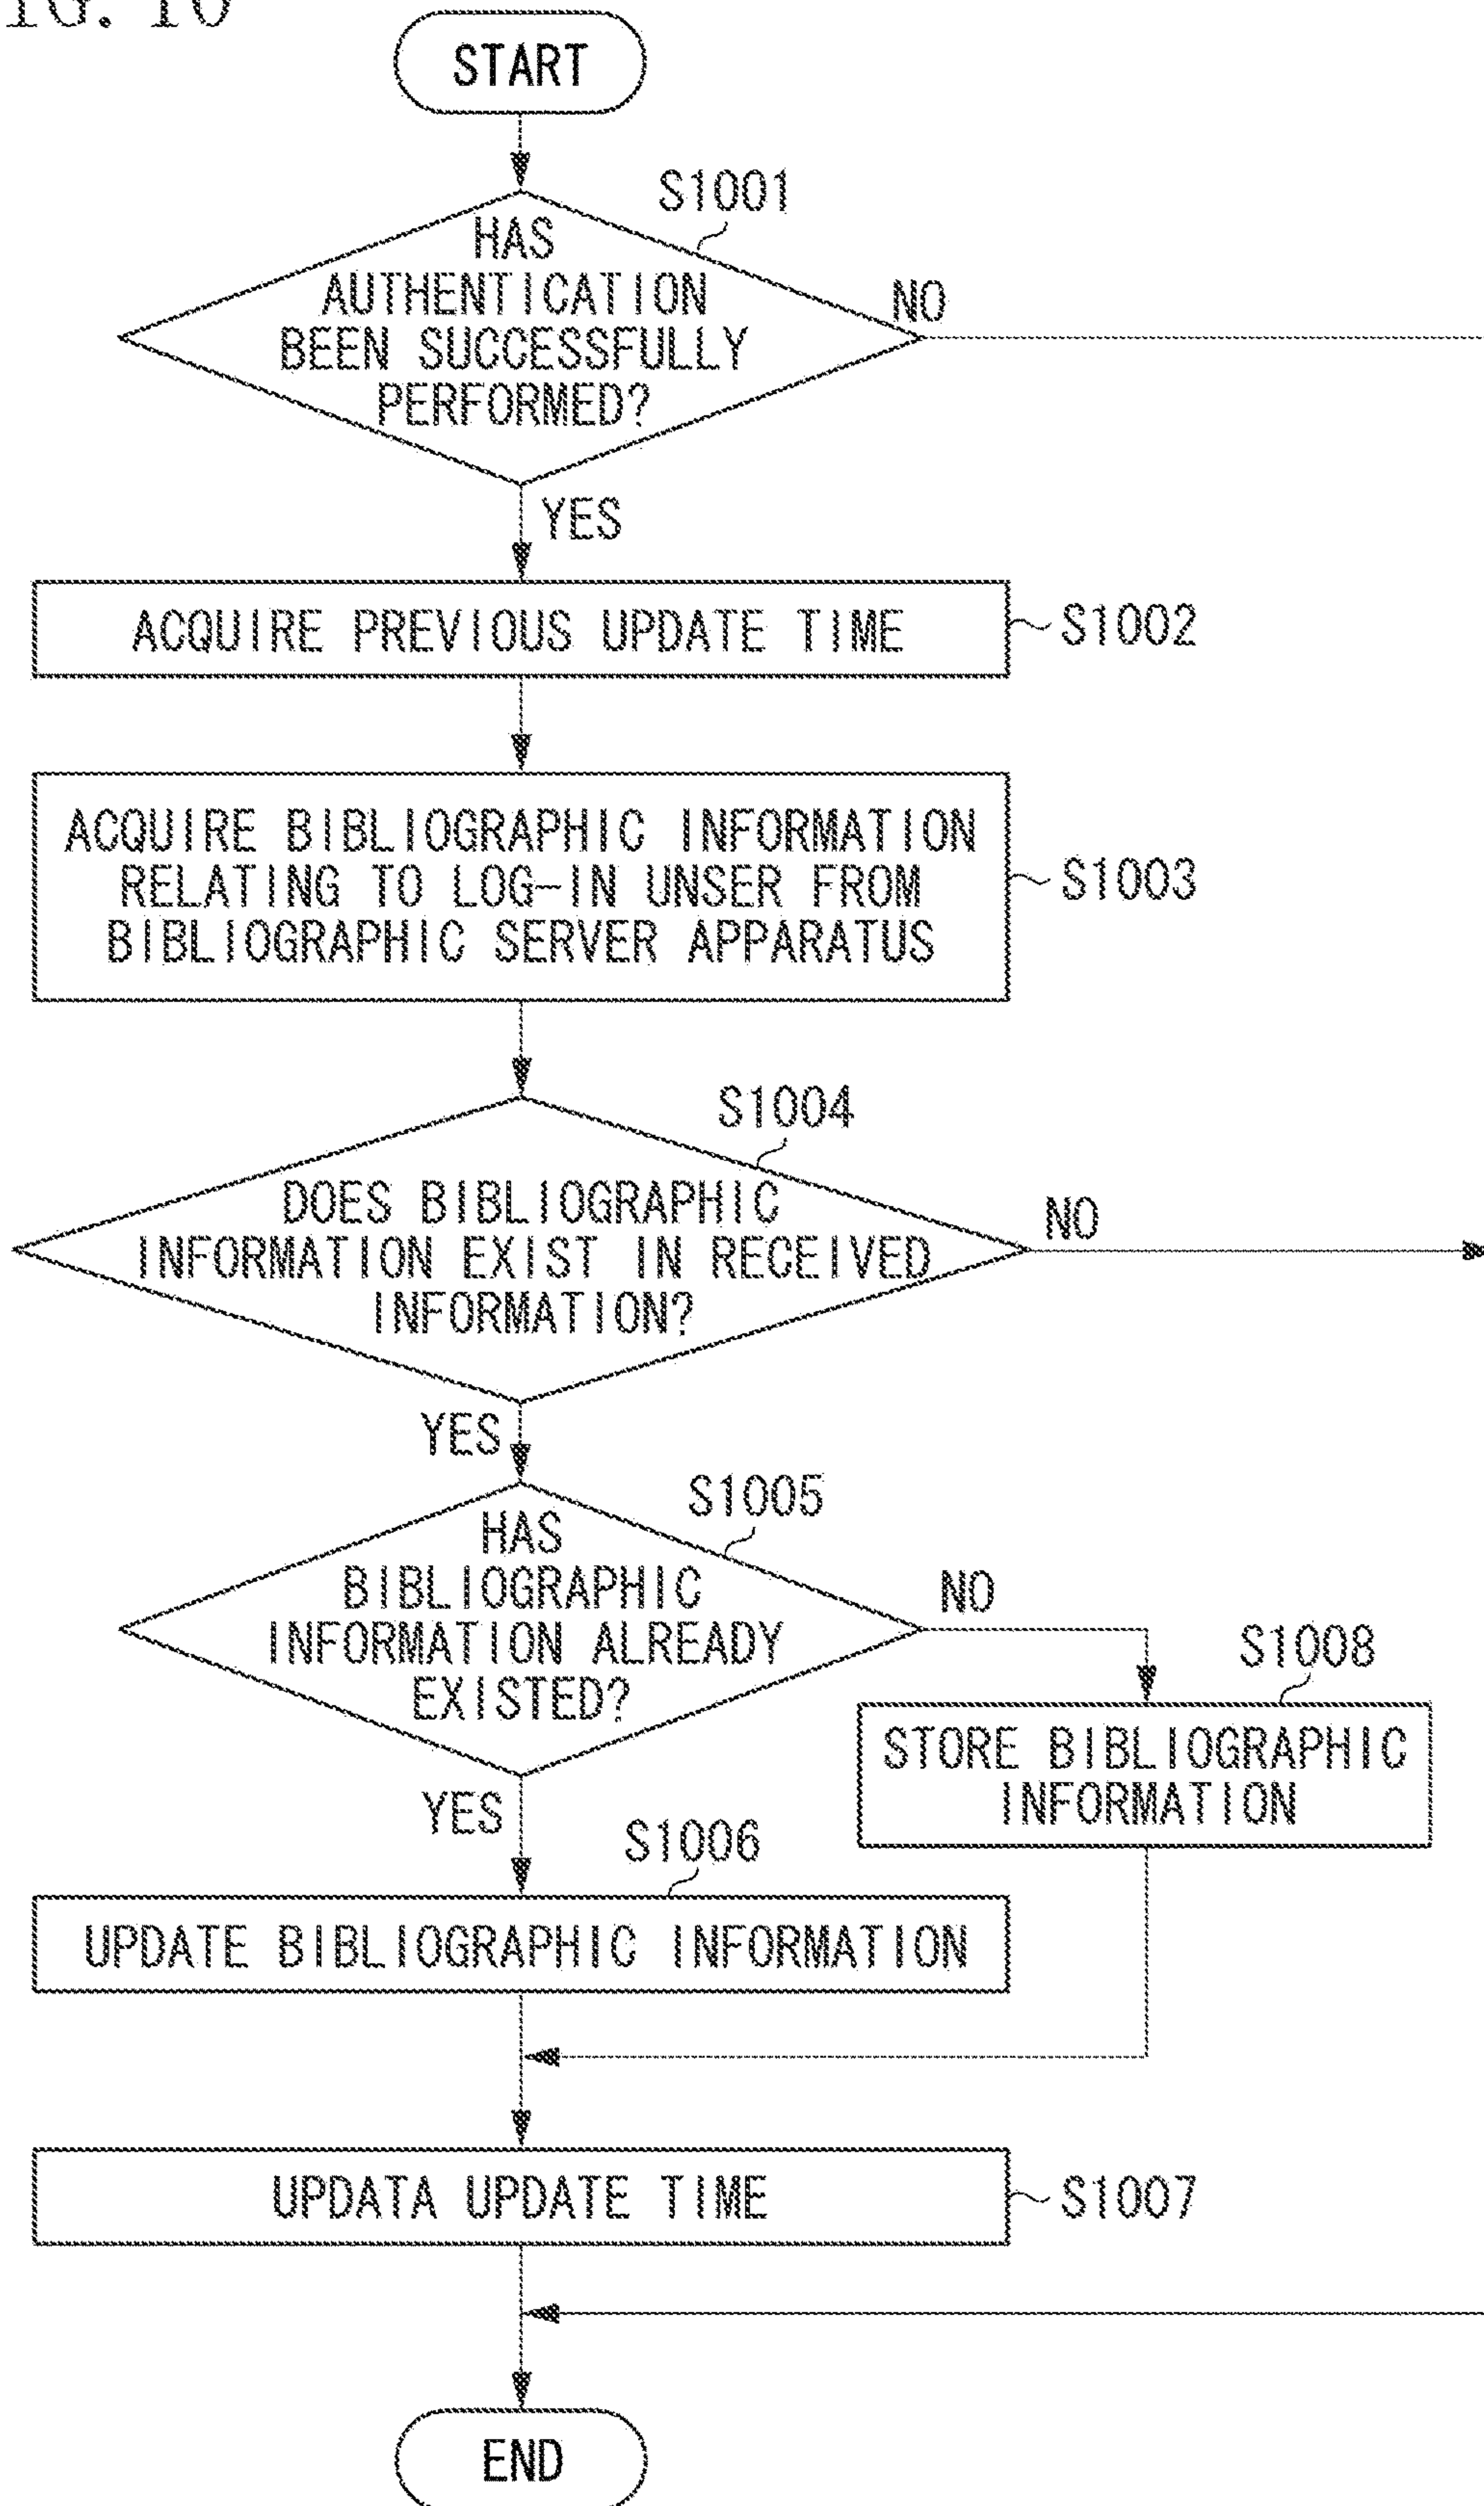 FIG. 10
START
S1001
HAS
AUTHENTICATION
BEEN SUCCESSFULLY
PERFORMED?
NO
YES
ACQUIRE PREVIOUS UPDATE TIME
S1002
ACQUIRE BIBLIOGRAPHIC INFORMATION
RELATING TO LOG-IN UNSER FROM
BIBLIOGRAPHIC SERVER APPARATUS
S1003
S1004
DOES BIBLIOGRAPHIC
INFORMATION EXIST IN RECEIVED
INFORMATION?
NO
YES
S1005
HAS
BIBLIOGRAPHIC
INFORMATION ALREADY
EXISTED?
NO
YES
S1008
STORE BIBLIOGRAPHIC
INFORMATION
S1006
UPDATE BIBLIOGRAPHIC INFORMATION
UPDATA UPDATE TIME
S1007
END